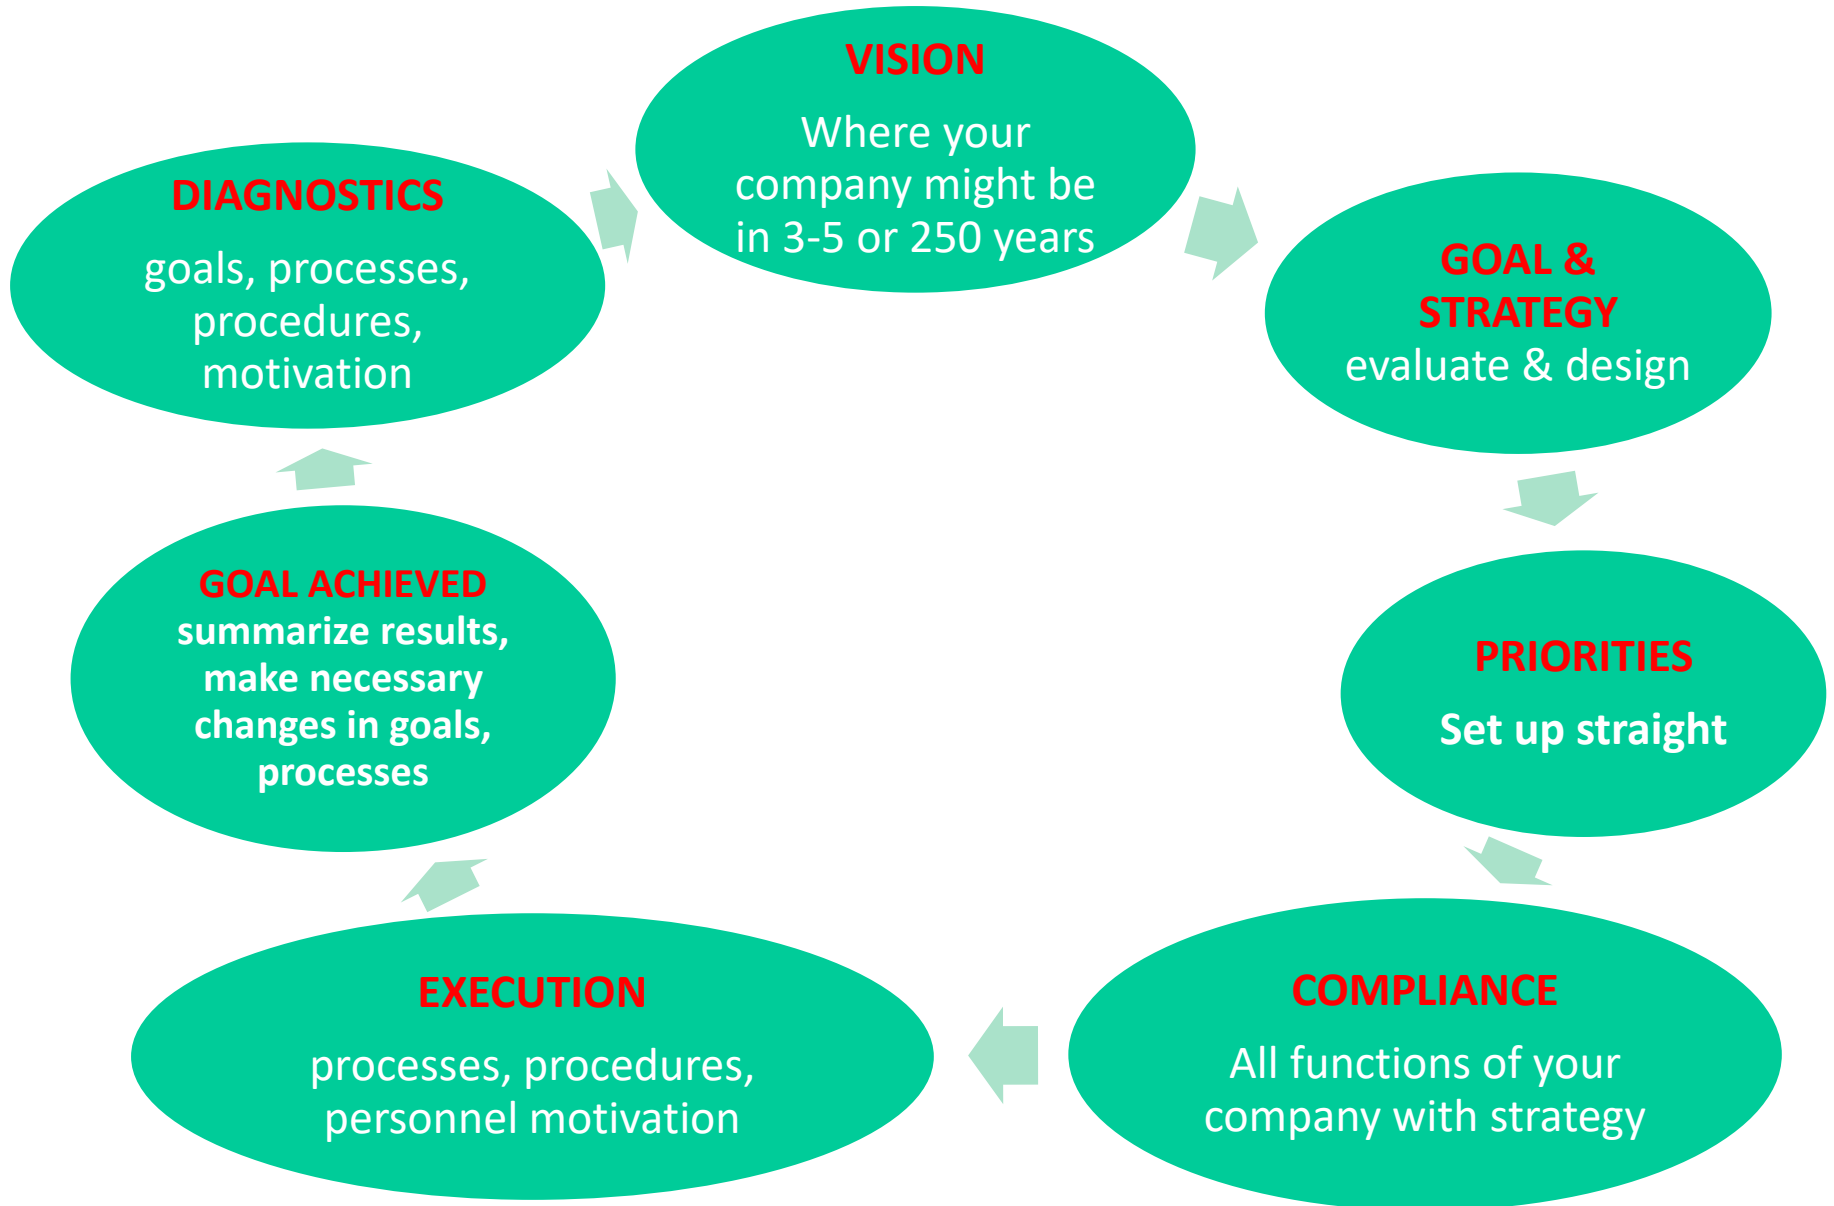 VISION
Where your
company might be
in 3-5 or 250 years
GOAL &
STRATEGY
evaluate & design
PRIORITIES
Set up straight
COMPLIANCE
All functions of your
company with strategy
EXECUTION
processes, procedures,
personnel motivation
GOAL ACHIEVED
summarize results,
make necessary
changes in goals,
processes
DIAGNOSTICS
goals, processes,
procedures,
motivation